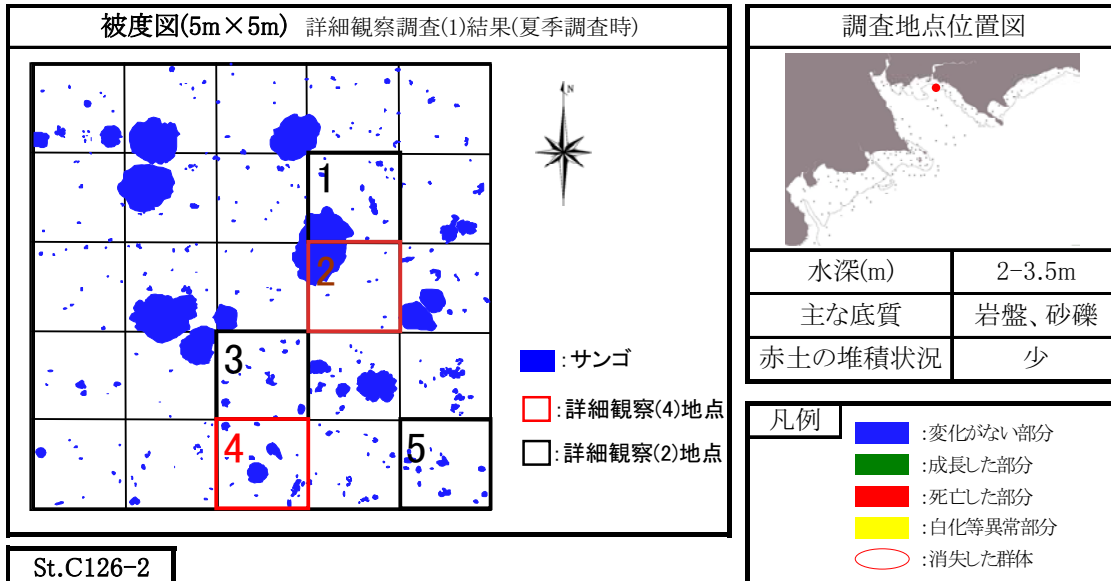 被度図(5m×5m) 詳細観察調査(1)結果(夏季調査時)
N
1
2
3
4
5
:サンゴ
:詳細観察(4)地点
:詳細観察(2)地点
St.C126-2
調査地点位置図
水深(m) 2-3.5m
主な底質 岩盤、砂礫
赤土の堆積状況 少
凡例
:変化がない部分
:成長した部分
:死亡した部分
:白化等異常部分
:消失した群体